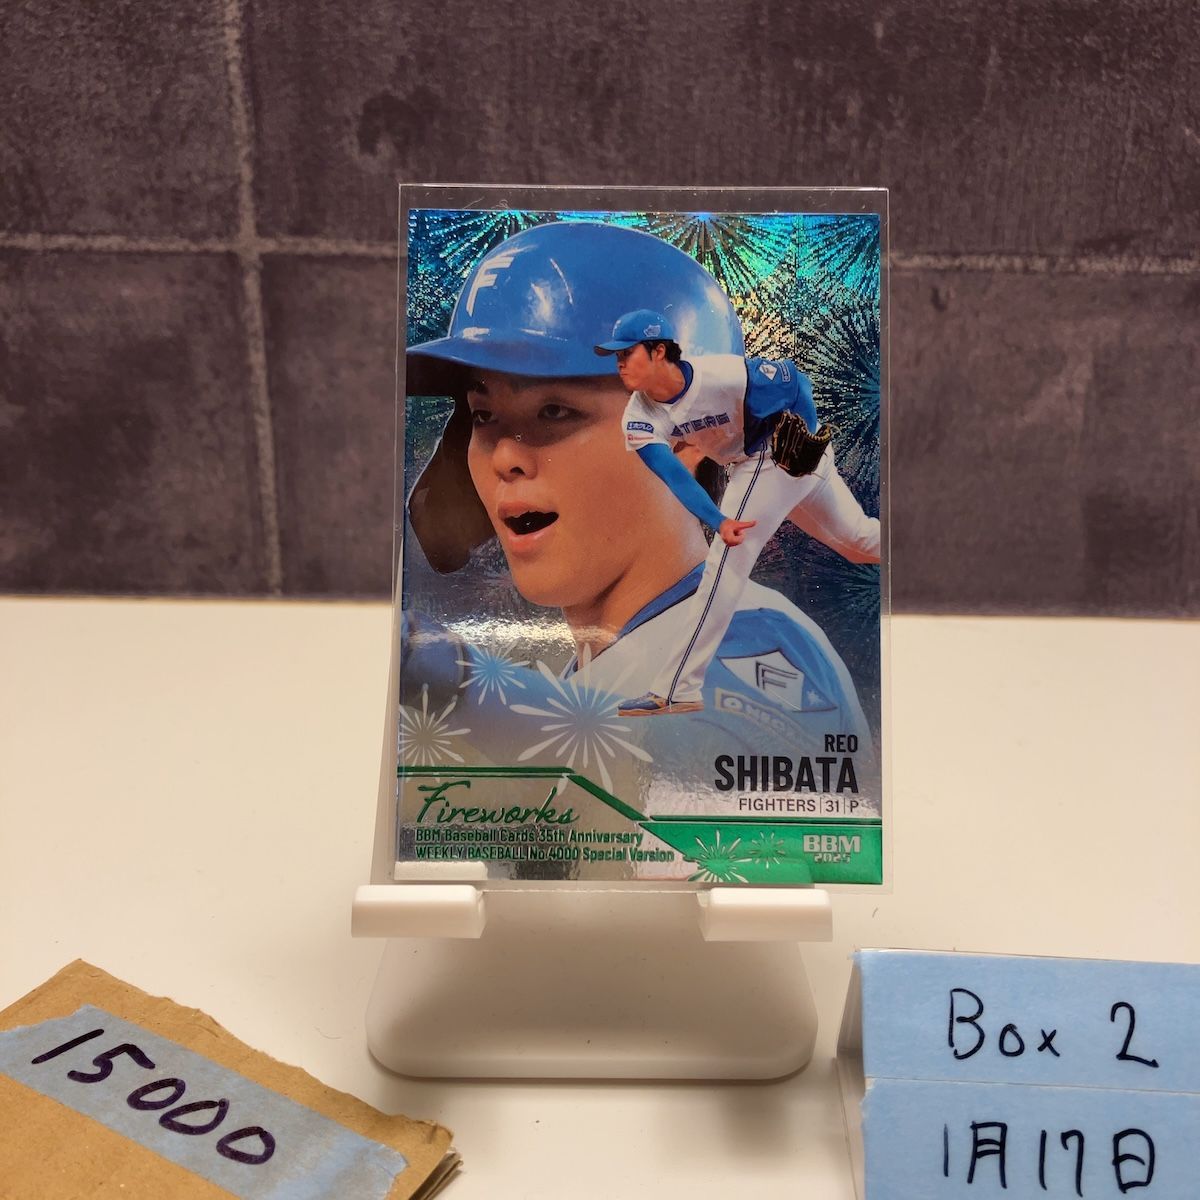 F
STERS
F
REO
SHIBATA
FIGHTERS|31|P
Fireworks
BBM Baseball Cards 35th Anniversary
WEEKLY BASEBALL No.4000 Special Version
BBM
2025
15000
Box 2
1月17日